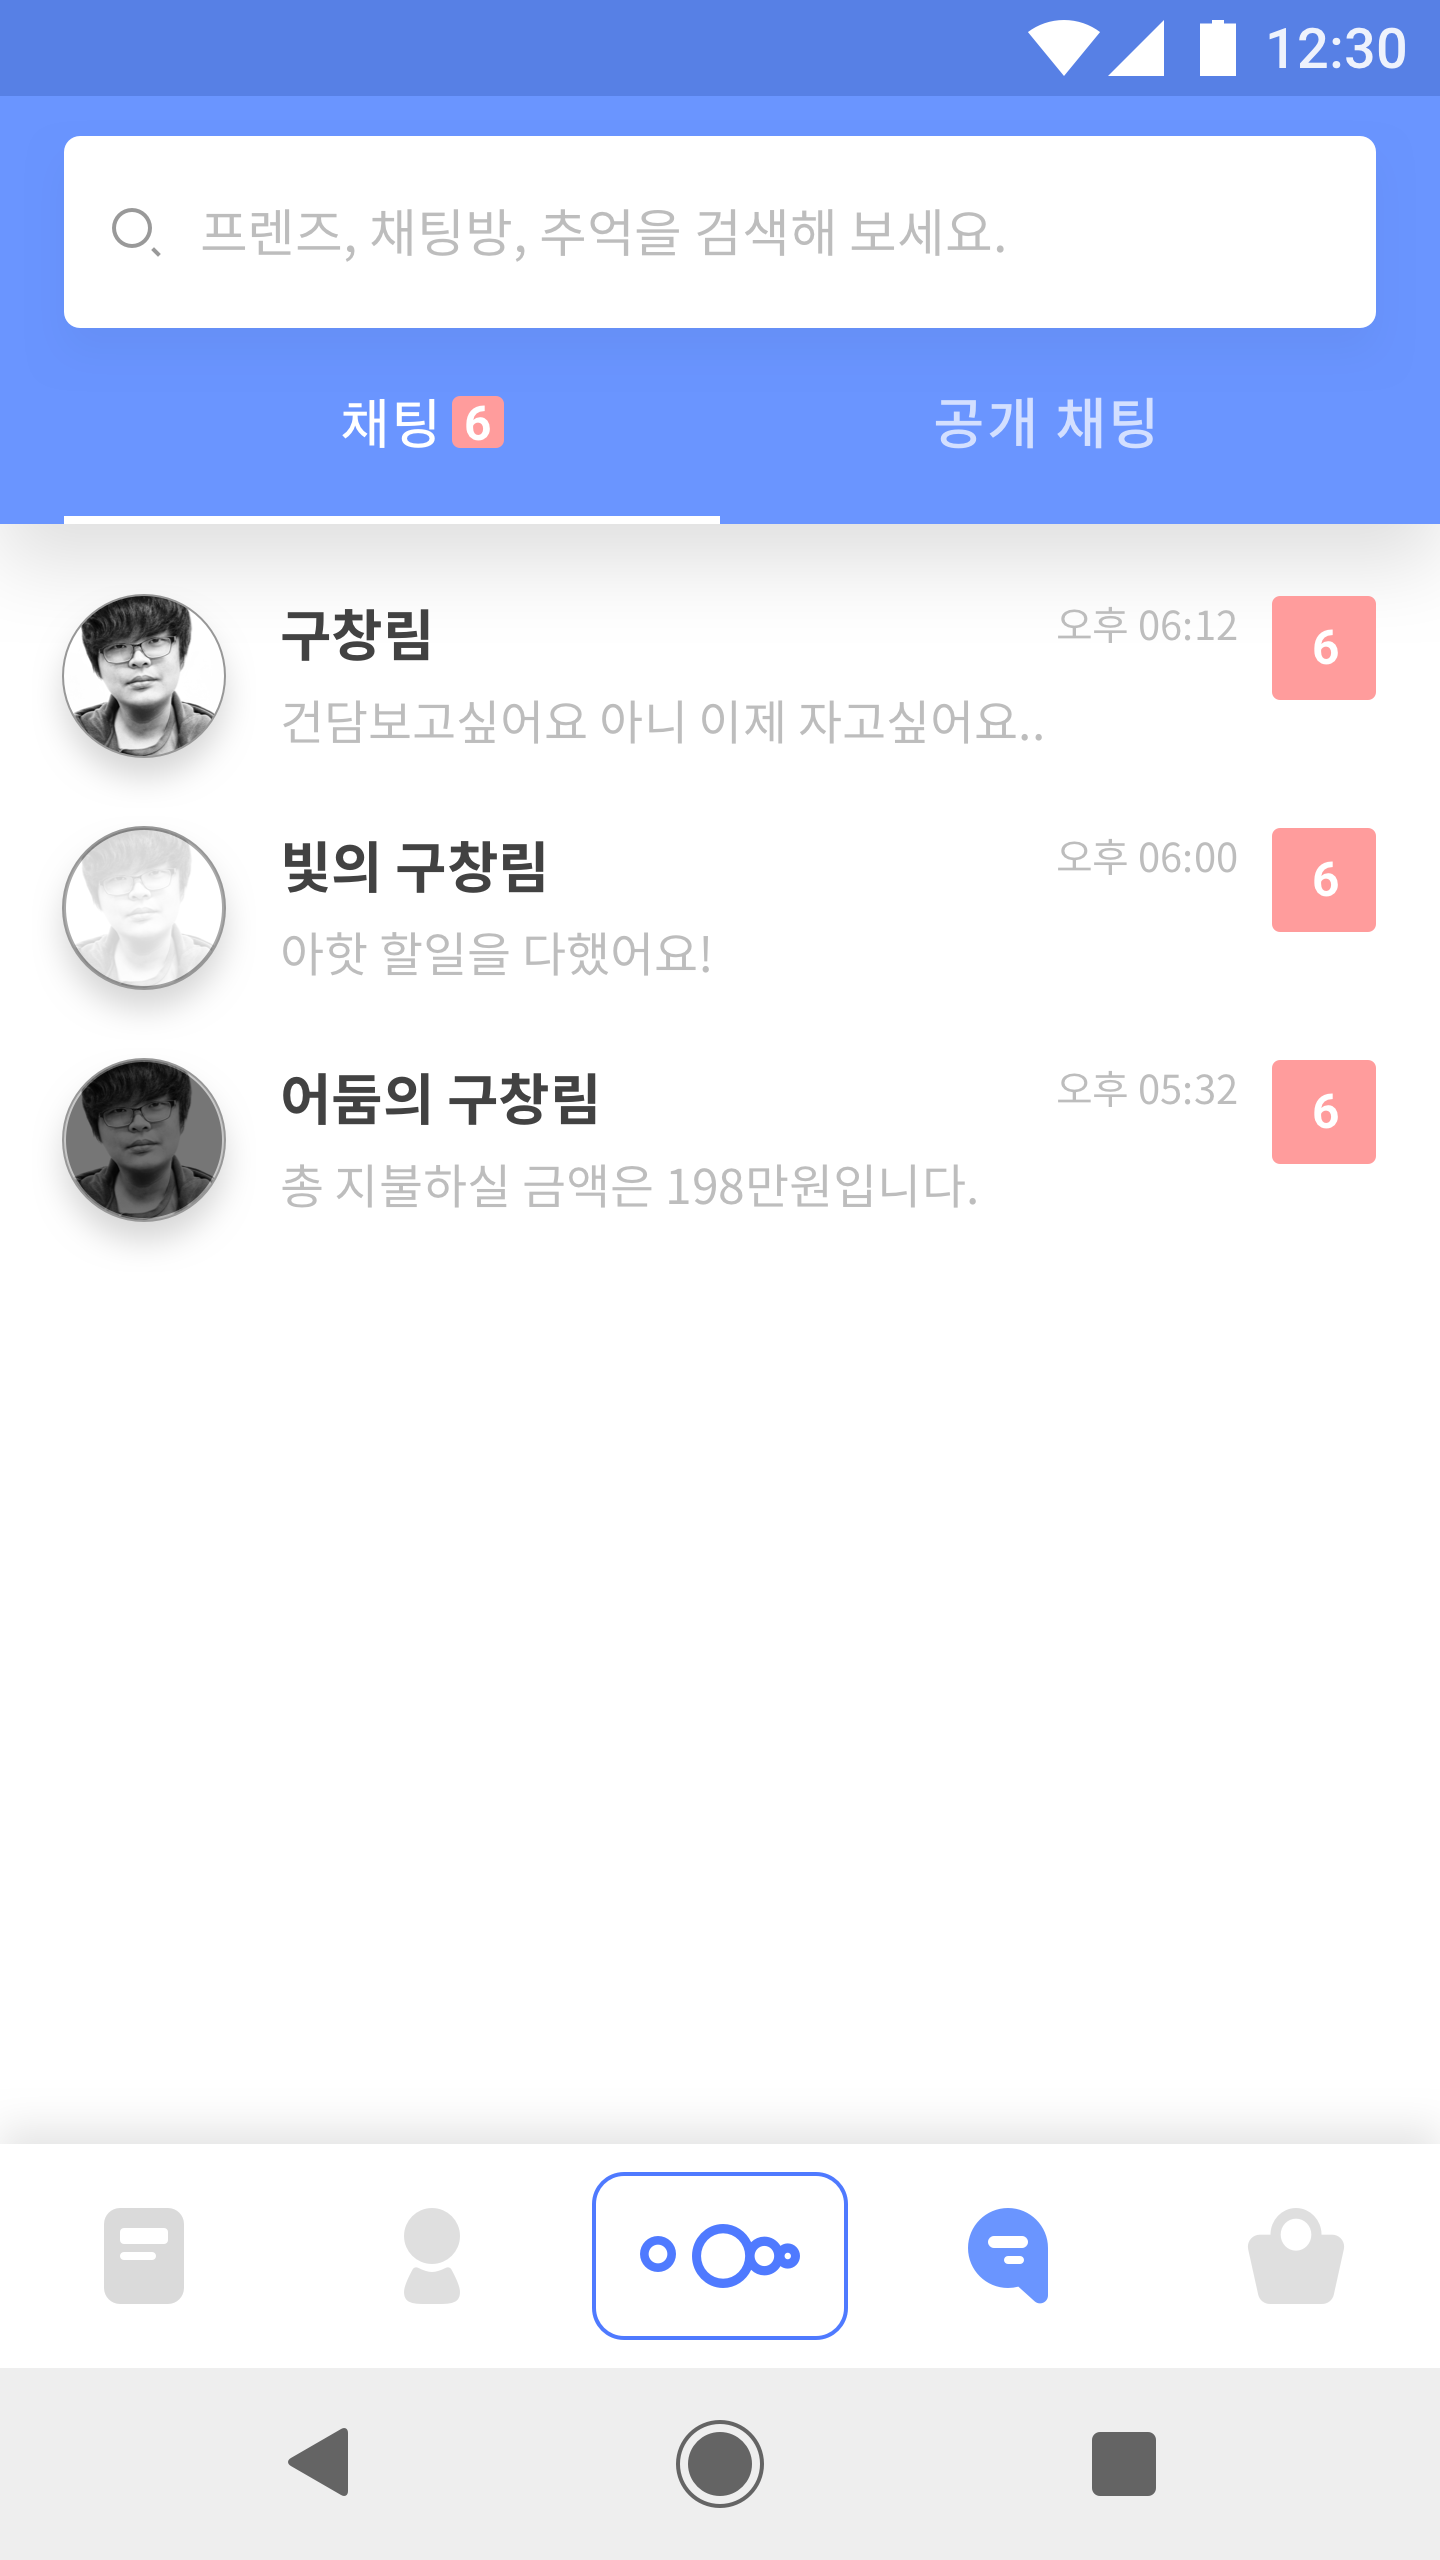 12:30
프렌즈, 채팅방, 추억을 검색해 보세요.
채팅 6
공개 채팅
구창림
오후 06:12
6
건담보고싶어요 아니 이제 자고싶어요..
빛의 구창림
오후 06:00
6
아핫 할일을 다했어요!
어둠의 구창림
오후 05:32
6
총 지불하실 금액은 198만원입니다.